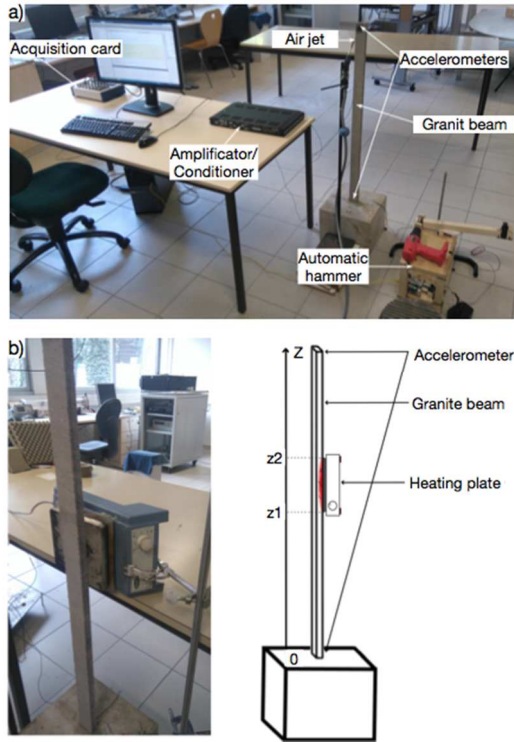 a)
Acquisition card
Air jet
Accelerometers
Granit beam
Amplificator/
Conditioner
Automatic
hammer
b)
Z
Accelerometer
Granite beam
z2
Heating plate
z1
0